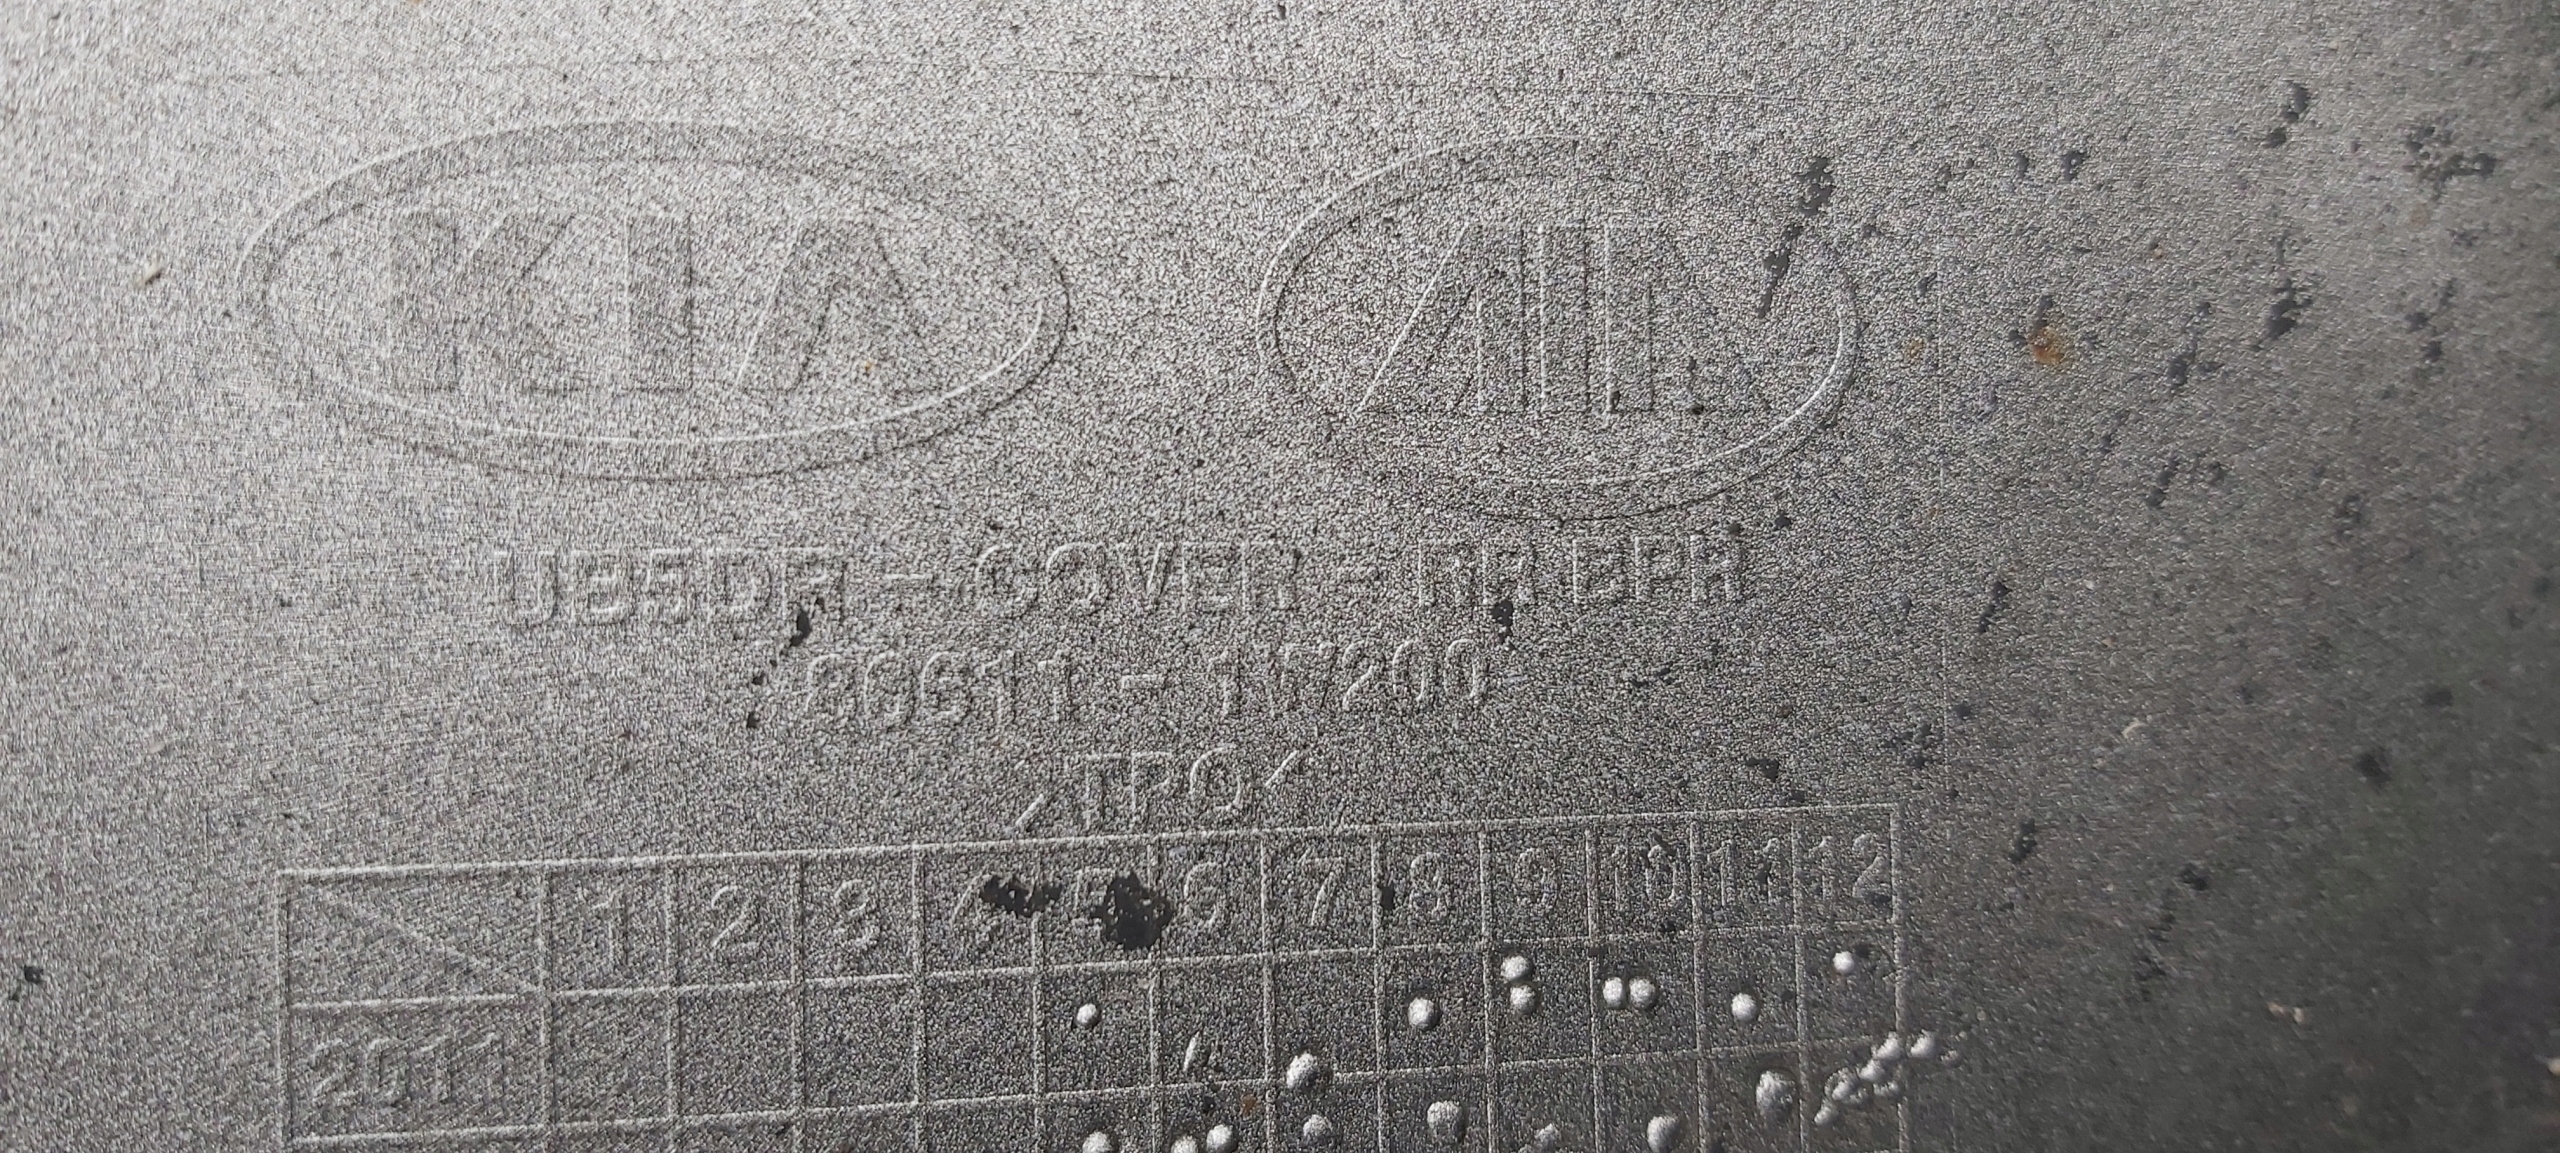 KIA KIA
UB5DR - COVER - RR BPR
86611 - 1W200
>TPO<
1 2 3 4 5 6 7 8 9 10 11 12
2011